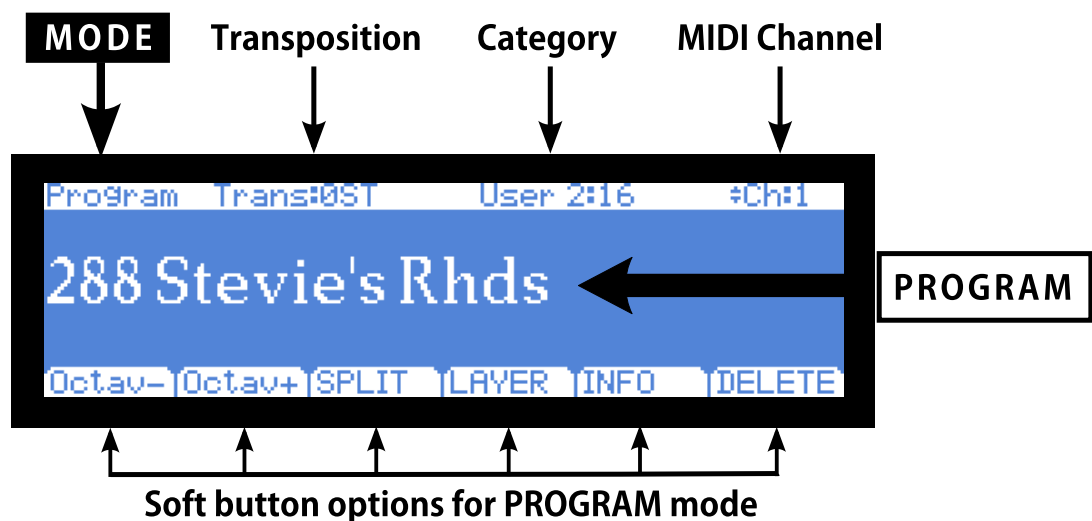 MODE Transposition Category MIDI Channel
Program Trans:0ST User 2:16 ÷Ch:1
288 Stevie's Rhds
PROGRAM
Octav- Octav+ SPLIT LAYER INFO DELETE
Soft button options for PROGRAM mode